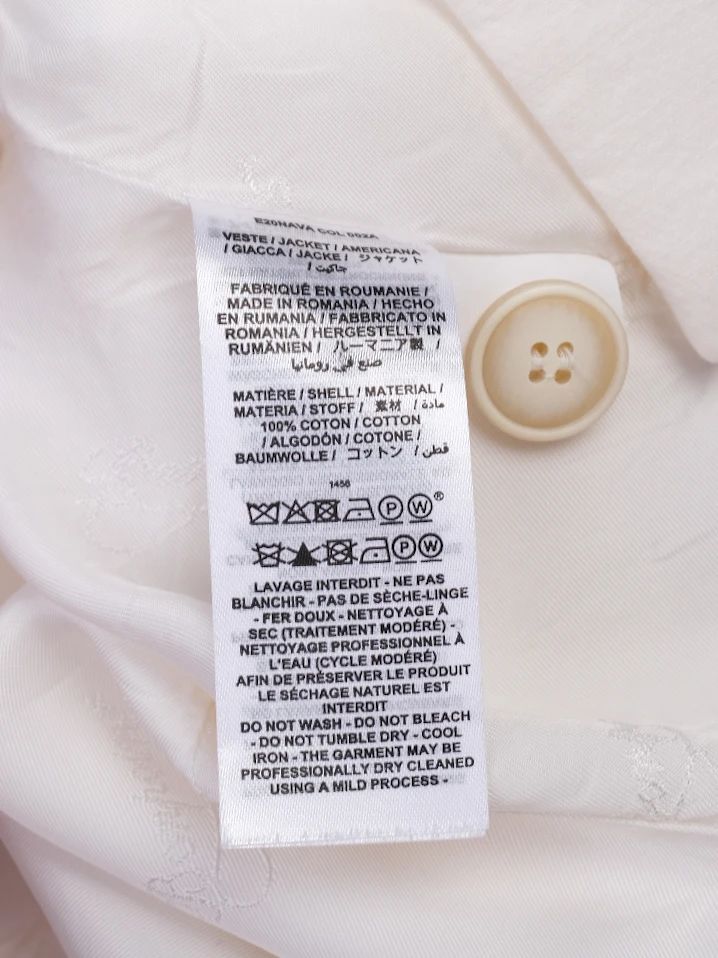 E20NAVA COL 002A
VESTE / JACKET / AMERICANA
/ GIACCA / JACKE / ジャケット
/ جاكيت
FABRIQUÉ EN ROUMANIE /
MADE IN ROMANIA / HECHO
EN RUMANIA / FABBRICATO IN
ROMANIA / HERGESTELLT IN
RUMÄNIEN / ルーマニア製 /
صنع في رومانيا
MATIÈRE / SHELL / MATERIAL /
MATERIA / STOFF / 素材 / مادة /
100% COTON / COTTON
/ ALGODÓN / COTONE /
BAUMWOLLE / コットン / قطن
1456
P W ®
P W
LAVAGE INTERDIT - NE PAS
BLANCHIR - PAS DE SÈCHE-LINGE
- FER DOUX - NETTOYAGE À
SEC (TRAITEMENT MODÉRÉ) -
NETTOYAGE PROFESSIONNEL À
L'EAU (CYCLE MODÉRÉ)
AFIN DE PRÉSERVER LE PRODUIT
LE SÉCHAGE NATUREL EST
INTERDIT
DO NOT WASH - DO NOT BLEACH
- DO NOT TUMBLE DRY - COOL
IRON - THE GARMENT MAY BE
PROFESSIONALLY DRY CLEANED
USING A MILD PROCESS -